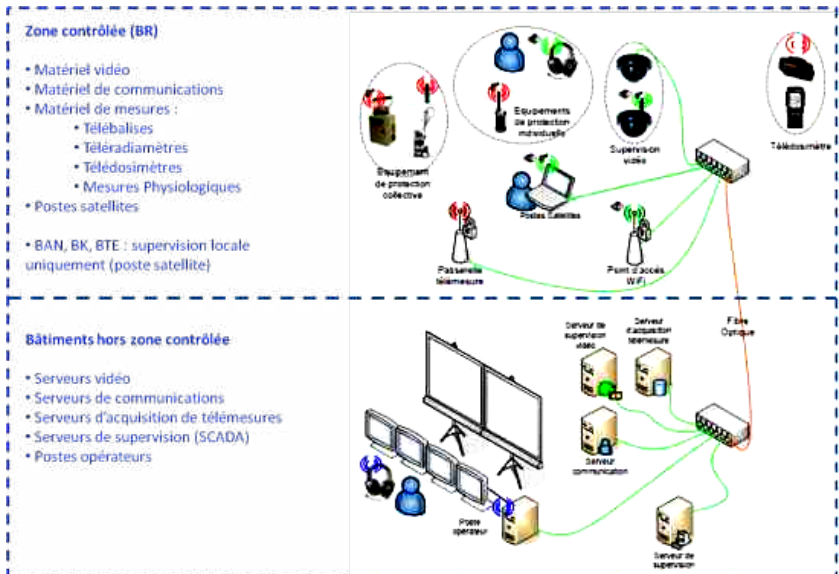 Zone contrôlée (BR)
• Matériel vidéo
• Matériel de communications
• Matériel de mesures :
• Télébalises
• Téléradiamètres
• Télédosimètres
• Mesures Physiologiques
• Postes satellites
• BAN, BK, BTE : supervision locale
uniquement (poste satellite)
Equipement
de protection
collective
Equipements
de protection
individuelle
Supervision
vidéo
Télédosimètre
Postes Satellites
Passerelle
télémesure
Point d'accès
WiFi
Bâtiments hors zone contrôlée
• Serveurs vidéo
• Serveurs de communications
• Serveurs d'acquisition de télémesures
• Serveurs de supervision (SCADA)
• Postes opérateurs
Serveur de
supervision
vidéo
Serveur
d'acquisition
télémesure
Fibre
Optique
Serveur
communication
Poste
opérateur
Serveur de
supervision